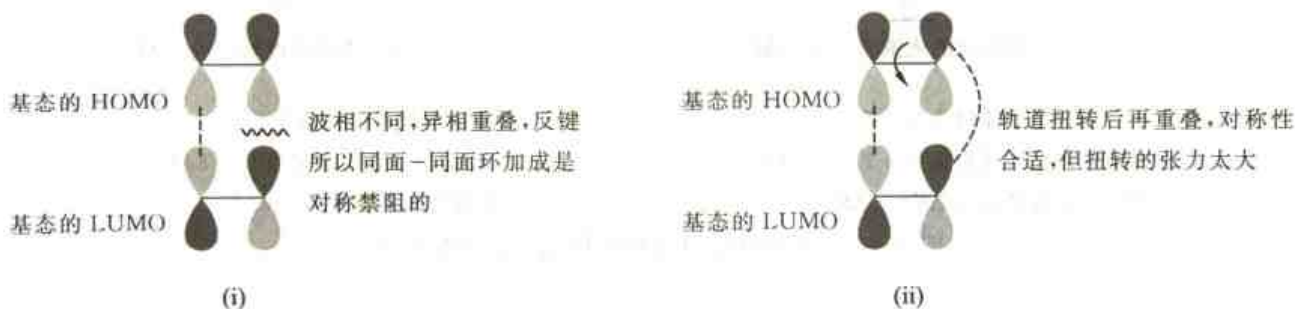 基态的 HOMO
波相不同,异相重叠,反键
所以同面-同面环加成是
对称禁阻的
基态的 LUMO
(i)
基态的 HOMO
轨道扭转后再重叠,对称性
合适,但扭转的张力太大
基态的 LUMO
(ii)